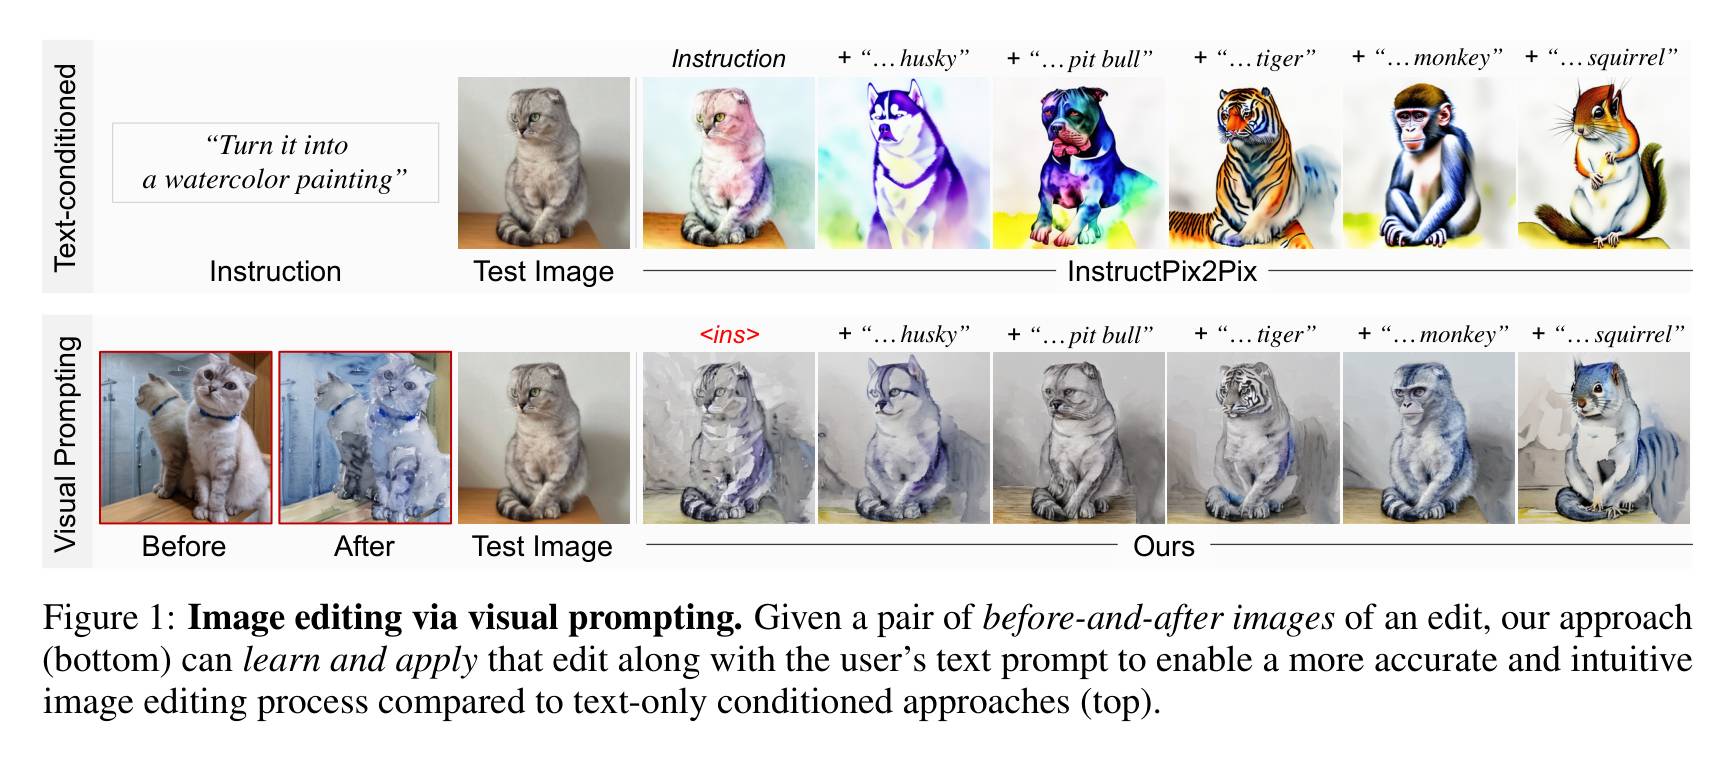 Text-conditioned
“Turn it into
a watercolor painting”
Instruction
Test Image
Instruction
+ “…husky”
+ “…pit bull”
+ “…tiger”
+ “…monkey”
+ “…squirrel”
InstructPix2Pix
Visual Prompting
Before
After
Test Image
<ins>
+ “…husky”
+ “…pit bull”
+ “…tiger”
+ “…monkey”
+ “…squirrel”
Ours
Figure 1: Image editing via visual prompting. Given a pair of before-and-after images of an edit, our approach
(bottom) can learn and apply that edit along with the user’s text prompt to enable a more accurate and intuitive
image editing process compared to text-only conditioned approaches (top).